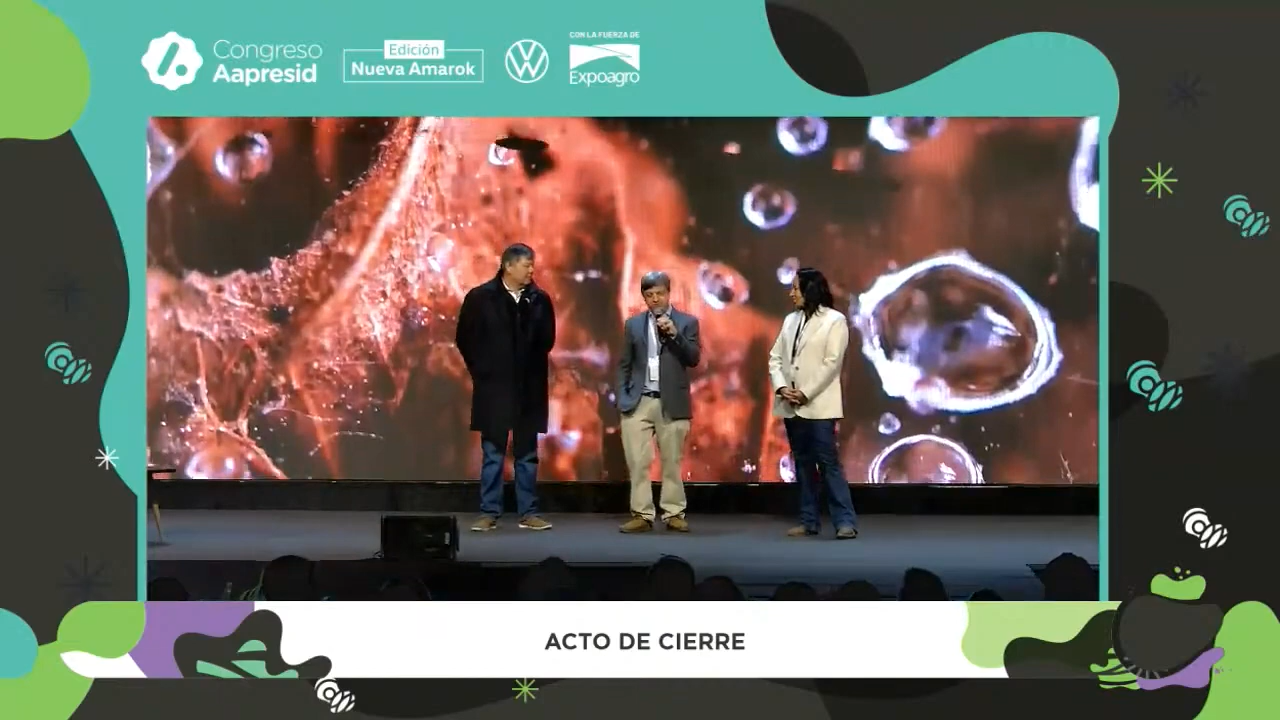 Congreso
Aapresid
Edición
Nueva Amarok
CON LA FUERZA DE
Expoagro
ACTO DE CIERRE